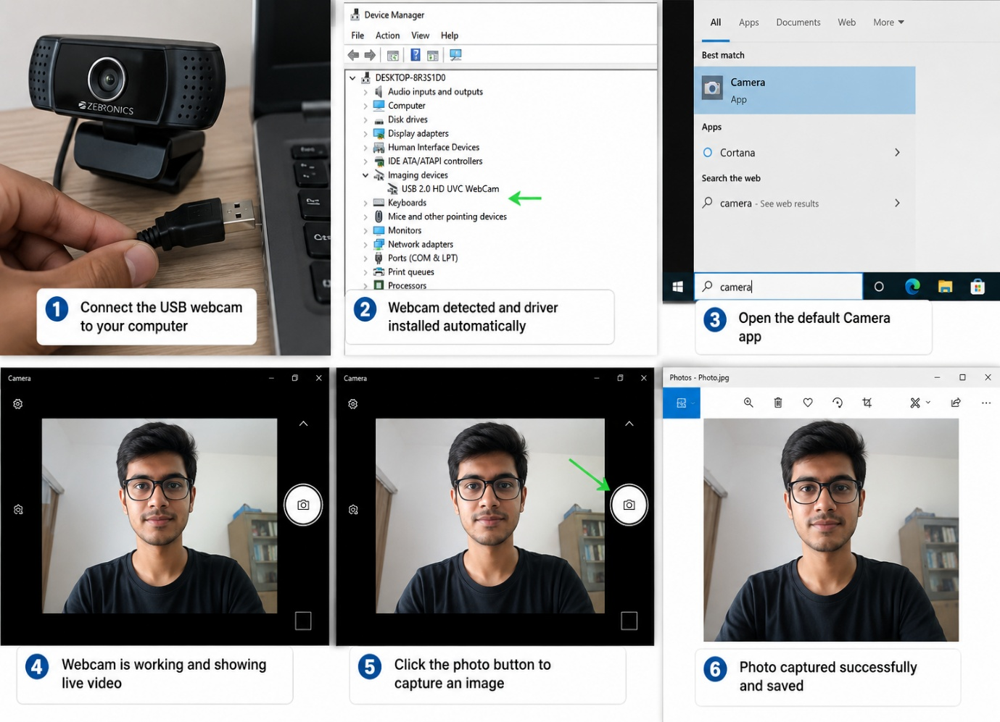 ZEBRONICS
1
Connect the USB webcam
to your computer
Device Manager
File Action View Help
DESKTOP-8R3S1D0
Audio inputs and outputs
Computer
Disk drives
Display adapters
Human Interface Devices
IDE ATA/ATAPI controllers
Imaging devices
USB 2.0 HD UVC WebCam
Keyboards
Mice and other pointing devices
Monitors
Network adapters
Ports (COM & LPT)
Print queues
Processors
2
Webcam detected and driver
installed automatically
All Apps Documents Web More
Best match
Camera
App
Apps
Cortana
Search the web
camera - See web results
camera
3
Open the default Camera
app
Camera
4
Webcam is working and showing
live video
Camera
5
Click the photo button to
capture an image
Photos - Photo.jpg
6
Photo captured successfully
and saved